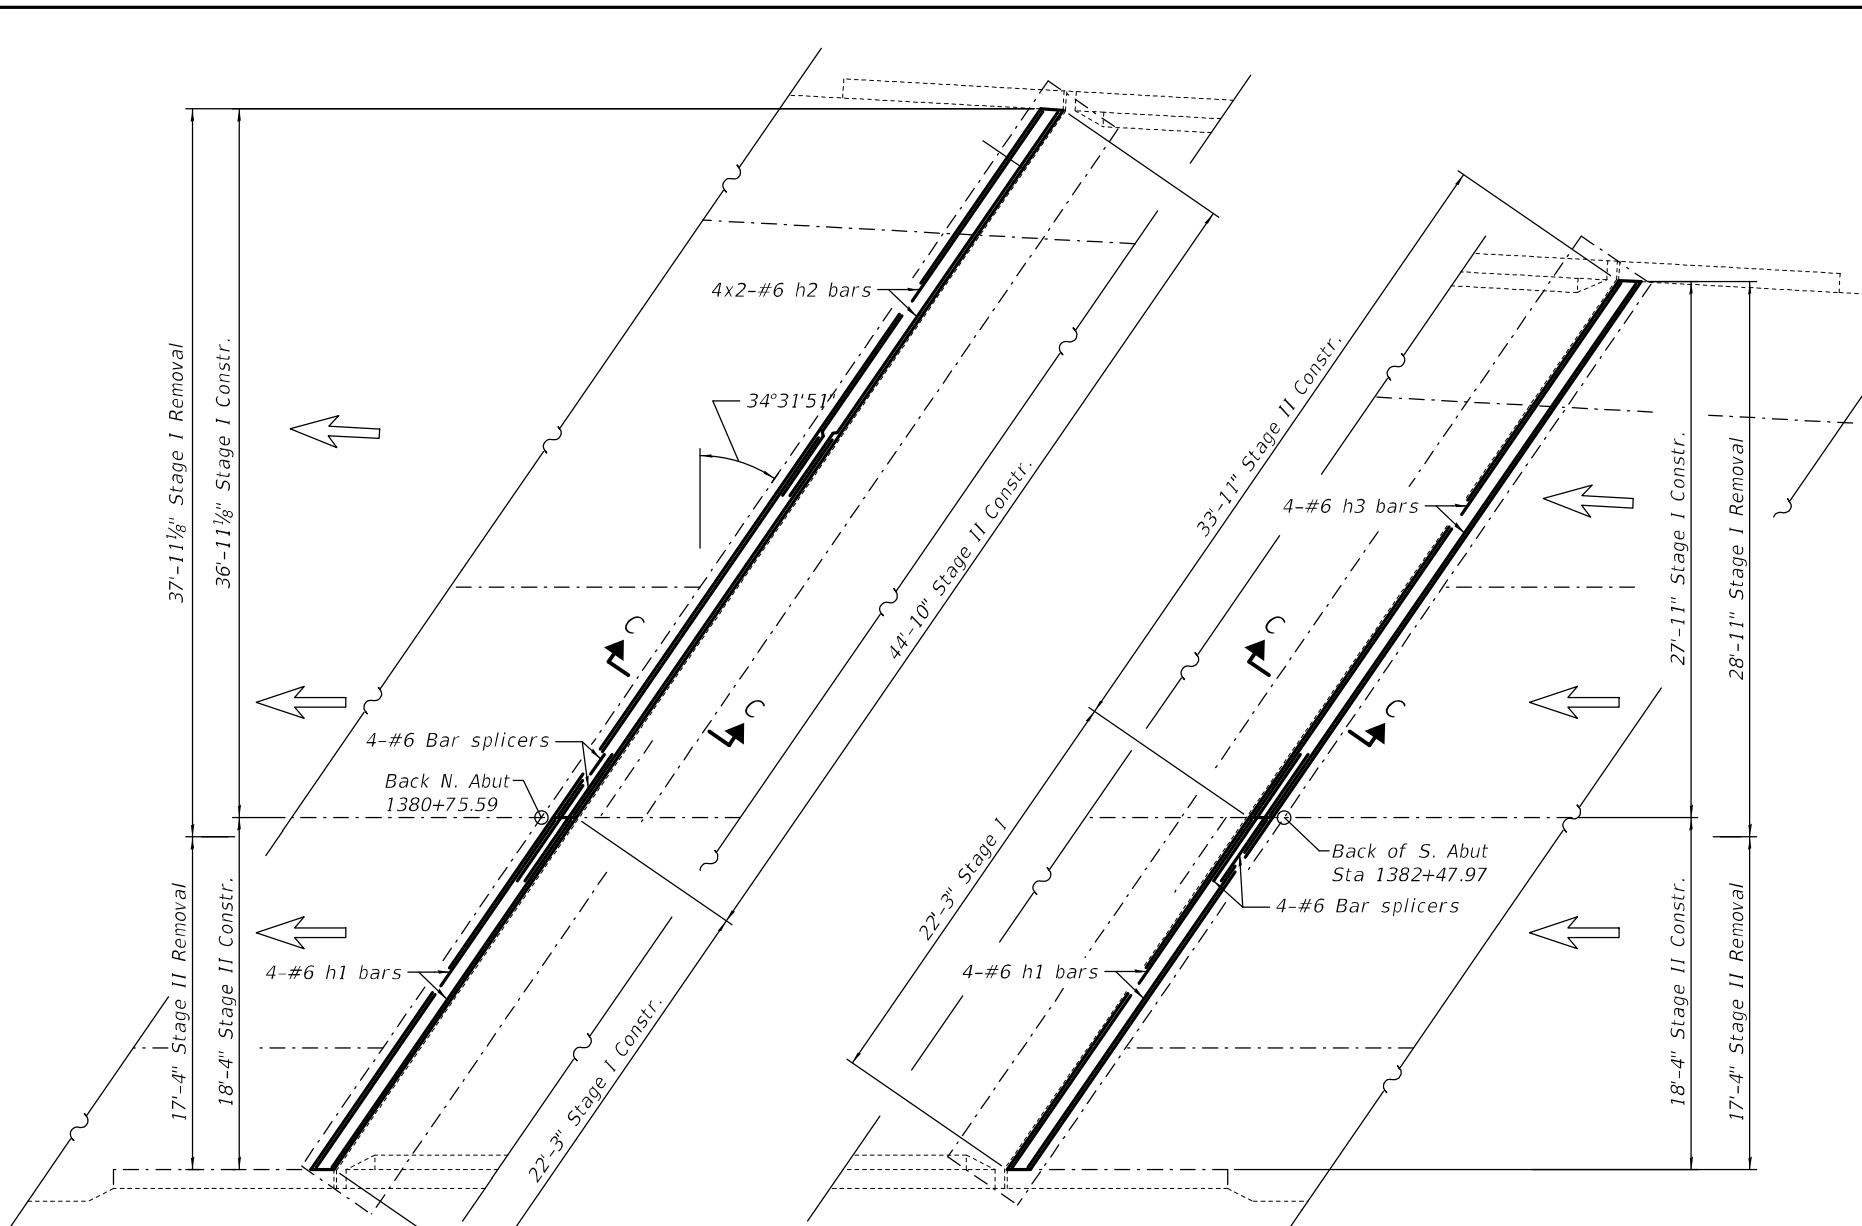 4x2-#6 h2 bars
34°31'51"
37'-11⅛" Stage I Removal
36'-11⅛" Stage I Constr.
44'-10" Stage II Constr.
C
C
4-#6 Bar splicers
Back N. Abut
1380+75.59
4-#6 h1 bars
17'-4" Stage II Removal
18'-4" Stage II Constr.
22'-3" Stage I Constr.
33'-11" Stage II Constr.
4-#6 h3 bars
27'-11" Stage I Constr.
28'-11" Stage I Removal
C
C
22'-3" Stage I
Back of S. Abut
Sta 1382+47.97
4-#6 Bar splicers
4-#6 h1 bars
18'-4" Stage II Constr.
17'-4" Stage II Removal